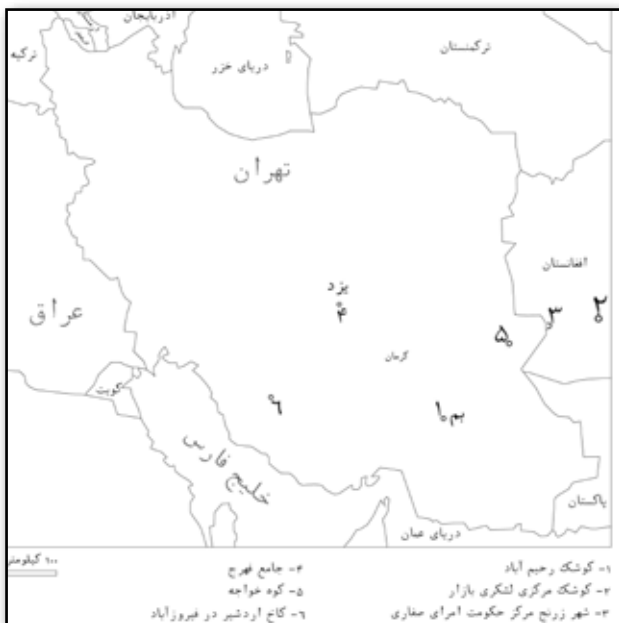 آذربایجان
ترکیه
ترکمنستان
دریای خزر
تهران
افغانستان
یزد
۴
۲
۳
۵
عراق
کرمان
کویت
۶
۱ بم
خلیج فارس
پاکستان
دریای عمان
۱۰۰ کیلومتر
۱- کوشک رحیم آباد
۲- کوشک مرکزی لشکری بازار
۳- شهر زرنج مرکز حکومت امرای صفاری
۴- جامع فهرج
۵- کوه خواجه
۶- کاخ اردشیر در فیروزآباد